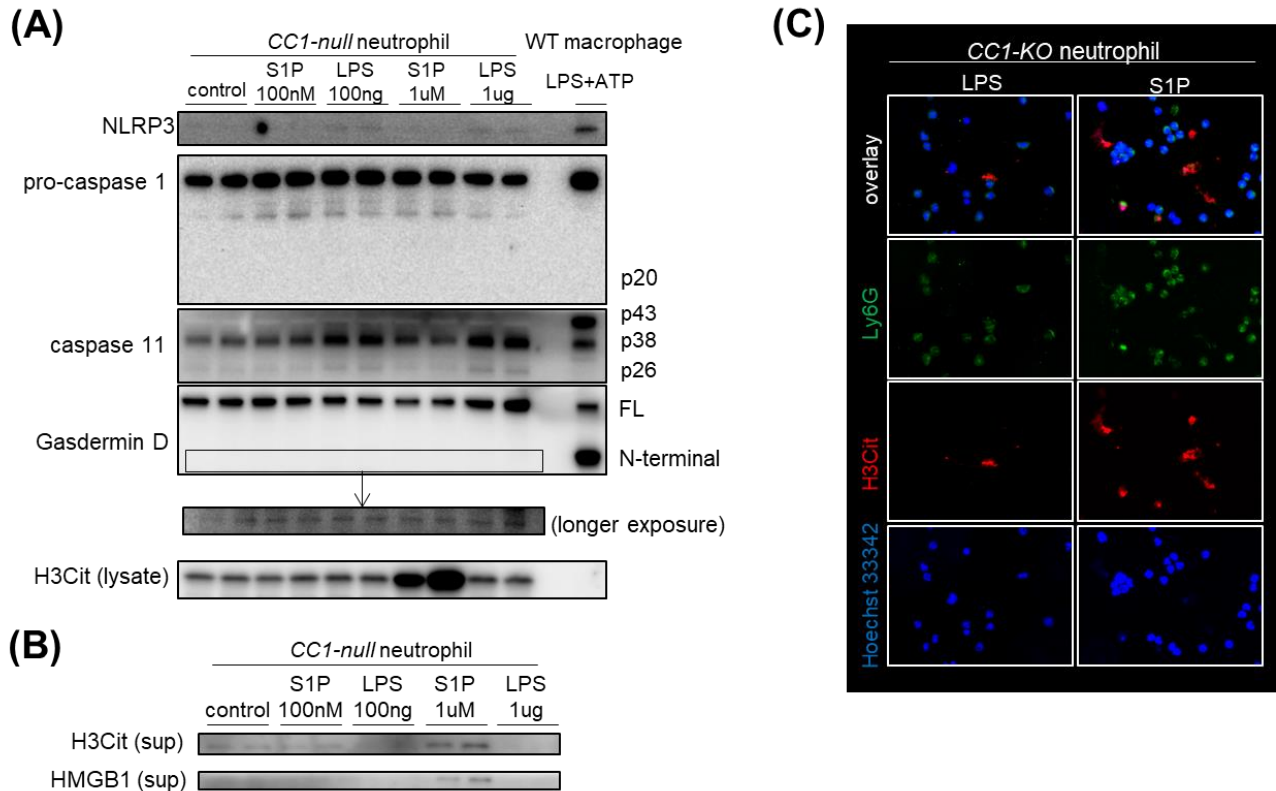 (A)
CC1-null neutrophil WT macrophage
control S1P 100nM LPS 100ng S1P 1uM LPS 1ug LPS+ATP
NLRP3
pro-caspase 1
p20
caspase 11
p43
p38
p26
Gasdermin D
FL
N-terminal
(longer exposure)
H3Cit (lysate)
(B)
CC1-null neutrophil
control S1P 100nM LPS 100ng S1P 1uM LPS 1ug
H3Cit (sup)
HMGB1 (sup)
(C)
CC1-KO neutrophil
LPS S1P
overlay
Ly6G
H3Cit
Hoechst 33342